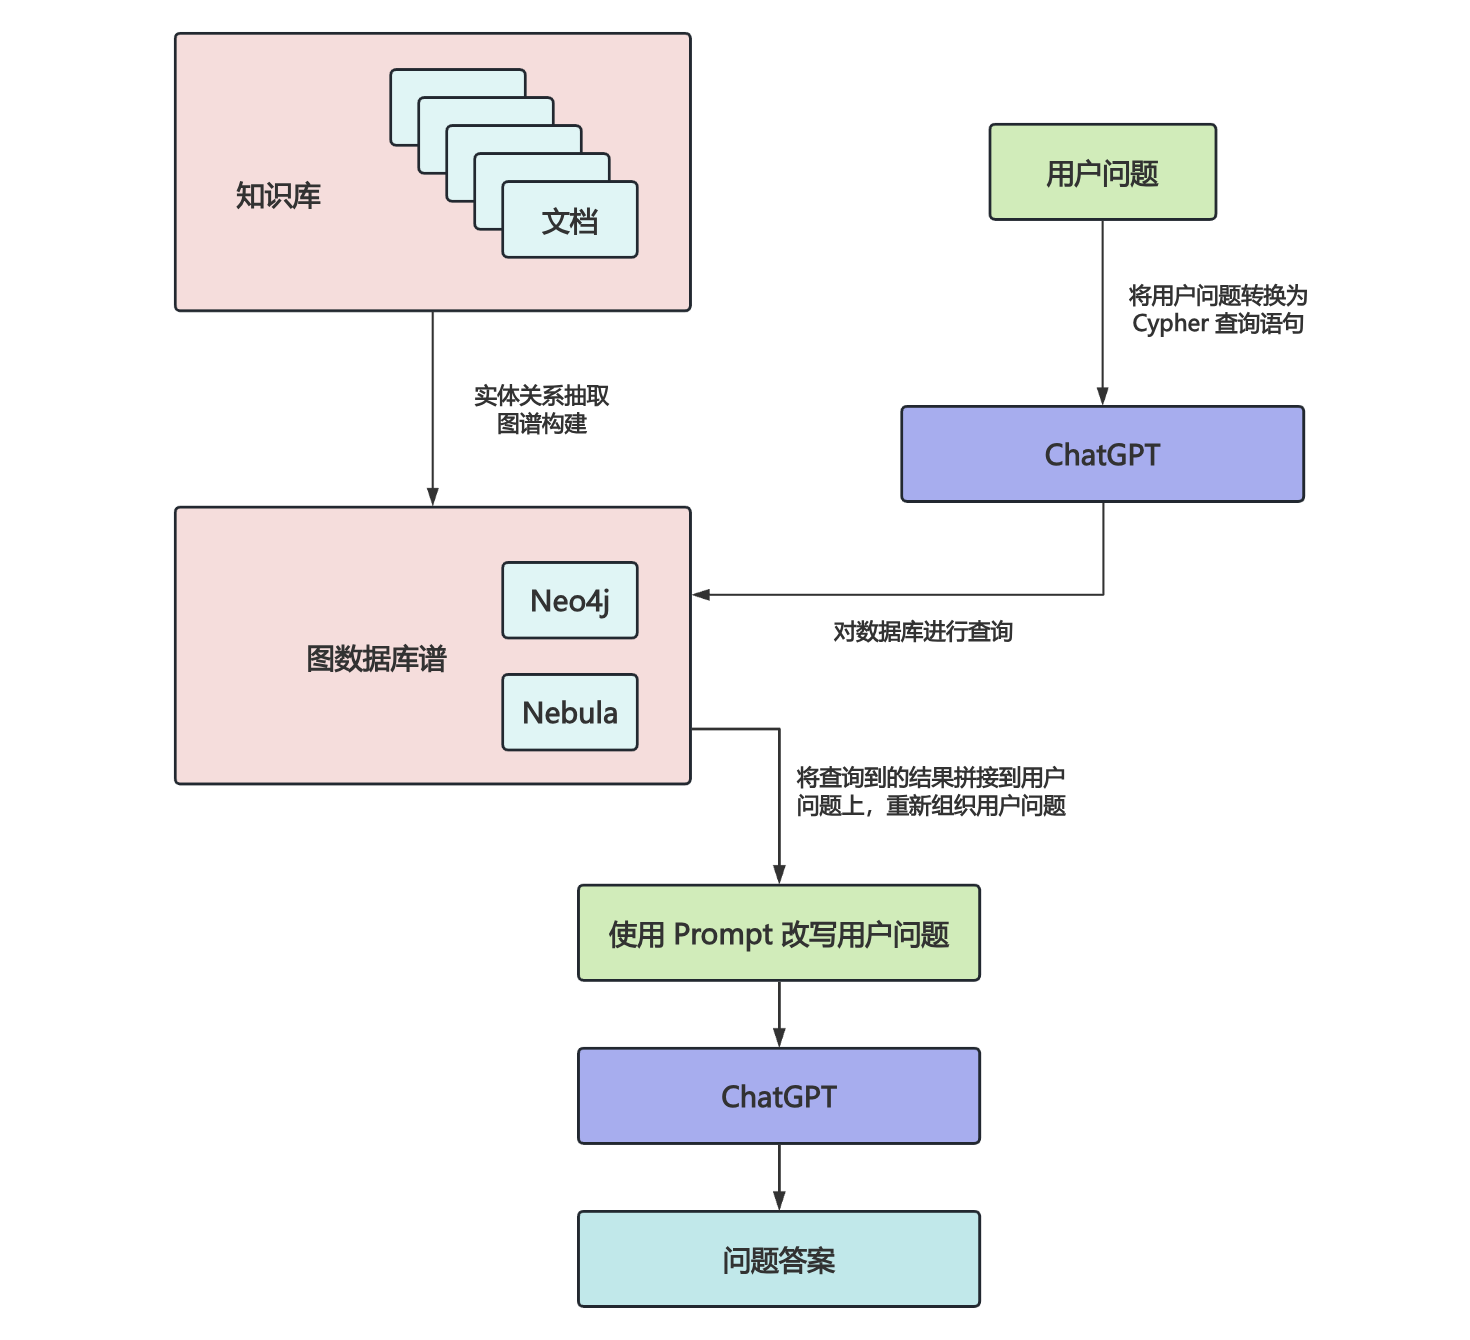 知识库
文档
用户问题
将用户问题转换为
Cypher 查询语句
实体关系抽取
图谱构建
ChatGPT
Neo4j
对数据库进行查询
图数据库谱
Nebula
将查询到的结果拼接到用户
问题上，重新组织用户问题
使用 Prompt 改写用户问题
ChatGPT
问题答案